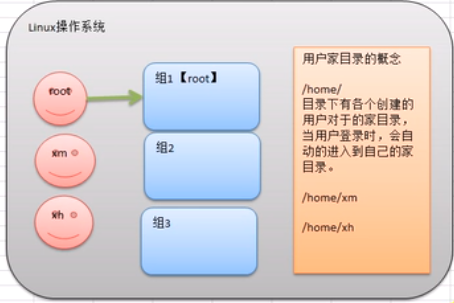 Linux操作系统
root
xm
xh
组1【root】
组2
组3
用户家目录的概念
/home/
目录下有各个创建的
用户对于的家目录，
当用户登录时，会自
动的进入到自己的家
目录。
/home/xm
/home/xh